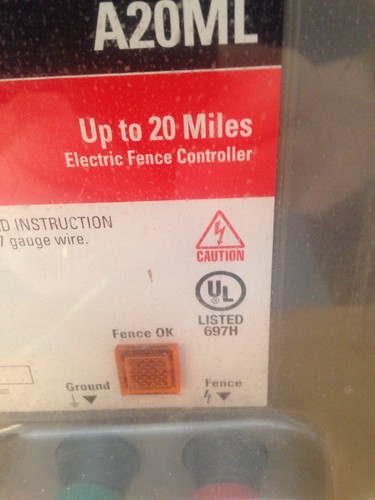 A20ML
Up to 20 Miles
Electric Fence Controller
D INSTRUCTION
7 gauge wire.
CAUTION
UL
®
LISTED
697H
Fence OK
Ground
Fence